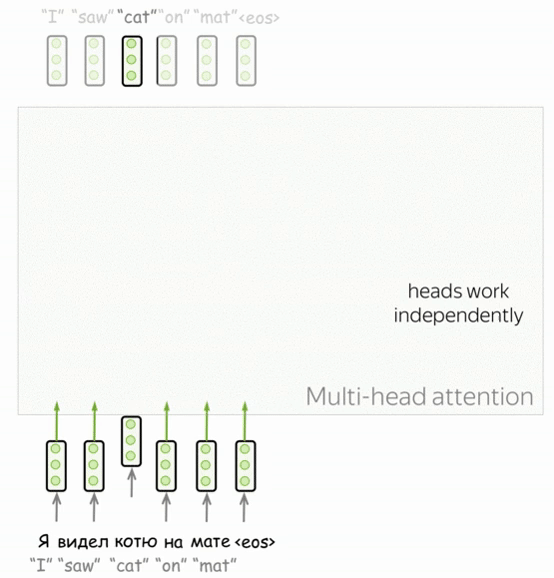 “I” “saw” “cat” “on” “mat” <eos>
heads work
independently
Multi-head attention
Я видел котю на мате <eos>
“I” “saw” “cat” “on” “mat”